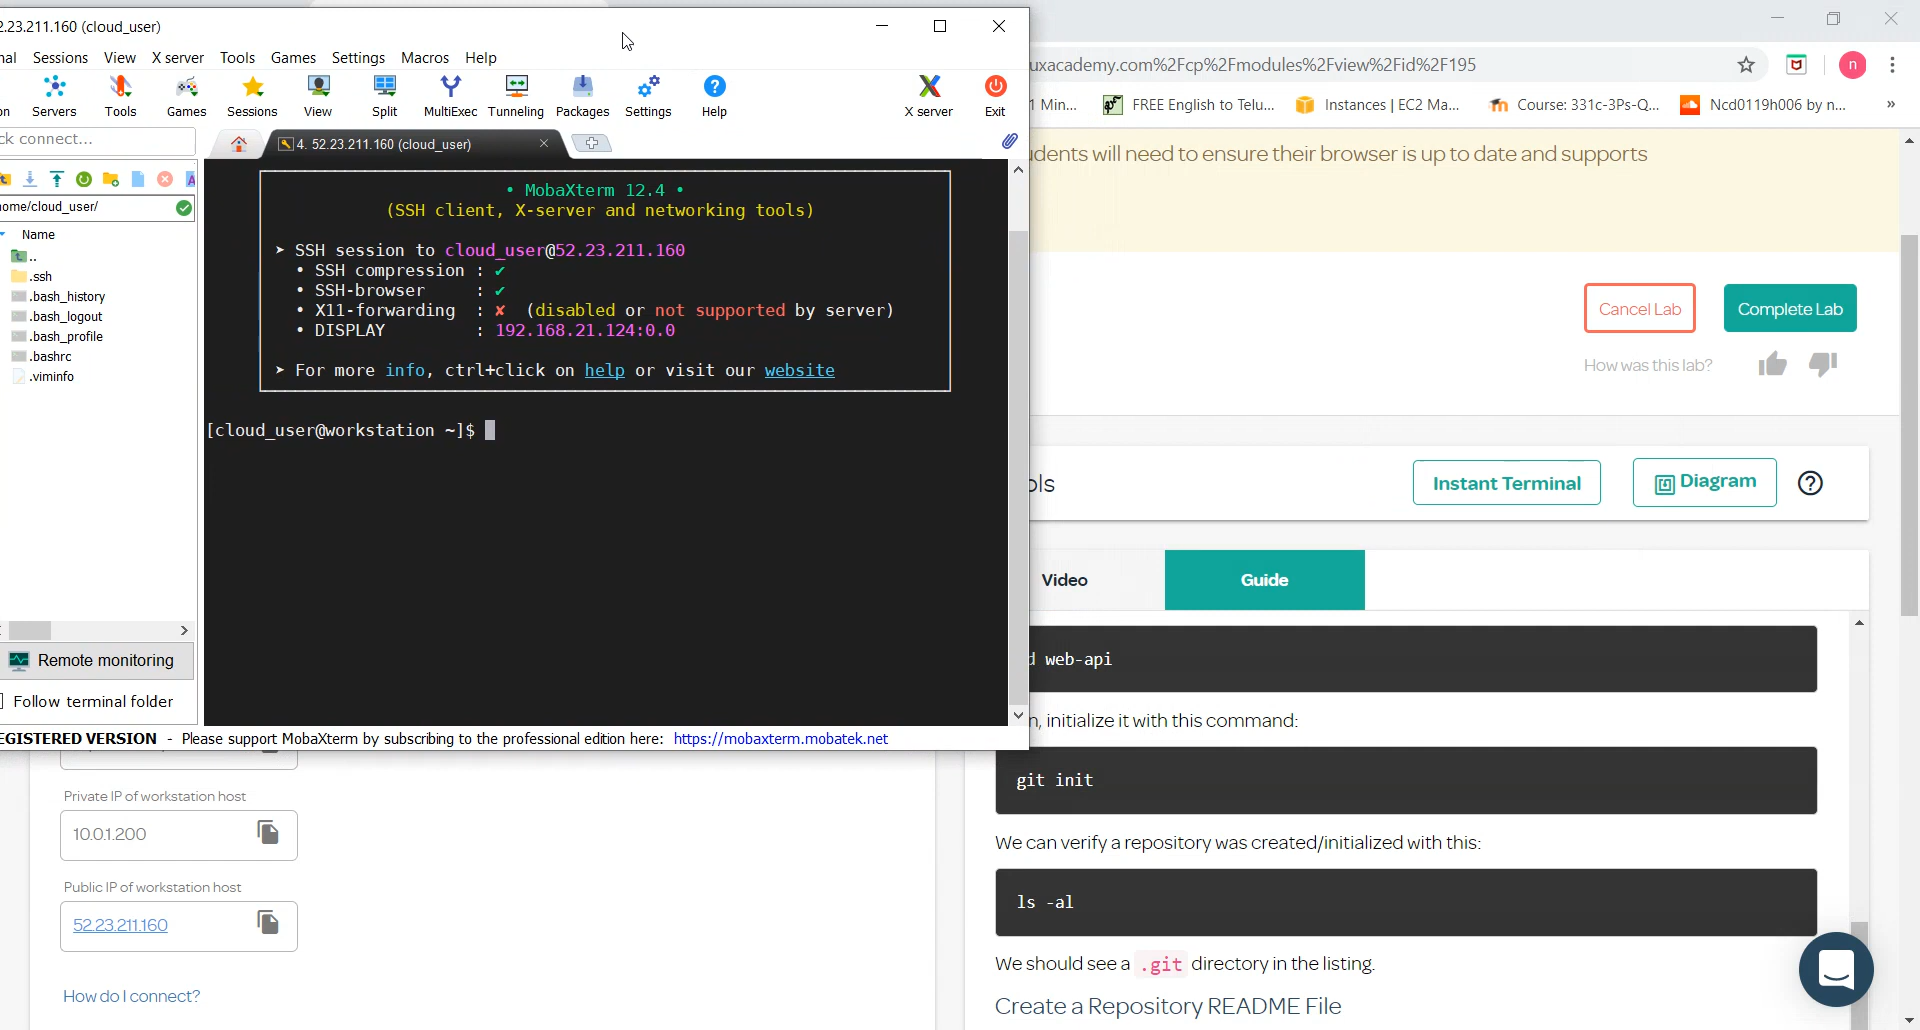 2.23.211.160 (cloud_user)
nal Sessions View X server Tools Games Settings Macros Help
on Servers Tools Games Sessions View Split MultiExec Tunneling Packages Settings Help X server Exit
ck connect...
4. 52.23.211.160 (cloud_user)
ome/cloud_user/
Name
..
.ssh
.bash_history
.bash_logout
.bash_profile
.bashrc
.viminfo
Remote monitoring
Follow terminal folder
• MobaXterm 12.4 •
(SSH client, X-server and networking tools)
➤ SSH session to cloud_user@52.23.211.160
• SSH compression : ✔
• SSH-browser : ✔
• X11-forwarding : ✘ (disabled or not supported by server)
• DISPLAY : 192.168.21.124:0.0
➤ For more info, ctrl+click on help or visit our website
[cloud_user@workstation ~]$
EGISTERED VERSION - Please support MobaXterm by subscribing to the professional edition here: https://mobaxterm.mobatek.net
uxacademy.com%2Fcp%2Fmodules%2Fview%2Fid%2F195
n
1 Min... FREE English to Telu... Instances | EC2 Ma... Course: 331c-3Ps-Q... Ncd0119h006 by n... »
dents will need to ensure their browser is up to date and supports
Cancel Lab Complete Lab
How was this lab?
ols Instant Terminal Diagram ?
Video Guide
d web-api
n, initialize it with this command:
git init
We can verify a repository was created/initialized with this:
ls -al
We should see a .git directory in the listing.
Create a Repository README File
Private IP of workstation host
10.0.1.200
Public IP of workstation host
52.23.211.160
How do I connect?